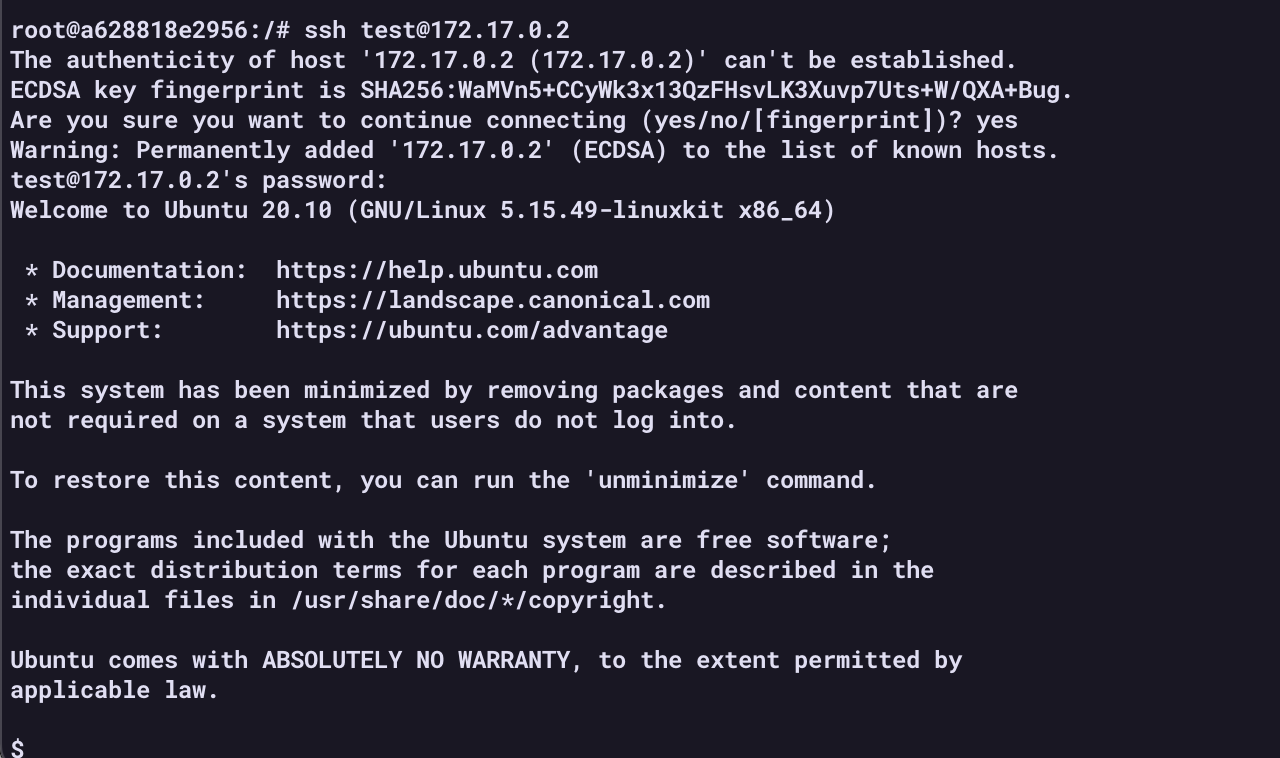 root@a628818e2956:/# ssh test@172.17.0.2
The authenticity of host '172.17.0.2 (172.17.0.2)' can't be established.
ECDSA key fingerprint is SHA256:WaMVn5+CCyWk3x13QzFHsvLK3Xuvp7Uts+W/QXA+Bug.
Are you sure you want to continue connecting (yes/no/[fingerprint])? yes
Warning: Permanently added '172.17.0.2' (ECDSA) to the list of known hosts.
test@172.17.0.2's password:
Welcome to Ubuntu 20.10 (GNU/Linux 5.15.49-linuxkit x86_64)

 * Documentation:  https://help.ubuntu.com
 * Management:     https://landscape.canonical.com
 * Support:        https://ubuntu.com/advantage

This system has been minimized by removing packages and content that are
not required on a system that users do not log into.

To restore this content, you can run the 'unminimize' command.

The programs included with the Ubuntu system are free software;
the exact distribution terms for each program are described in the
individual files in /usr/share/doc/*/copyright.

Ubuntu comes with ABSOLUTELY NO WARRANTY, to the extent permitted by
applicable law.

$